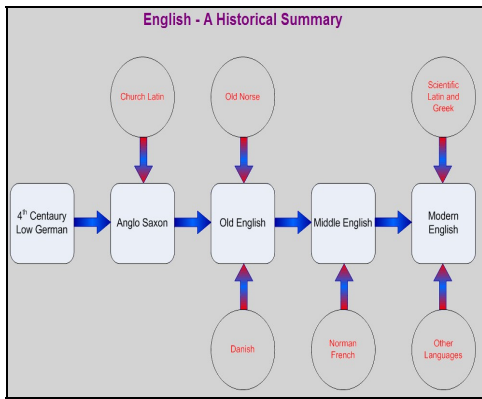 English - A Historical Summary
Church Latin
Old Norse
Scientific
Latin and
Greek
4th Centaury
Low German
Anglo Saxon
Old English
Middle English
Modern
English
Danish
Norman
French
Other
Languages